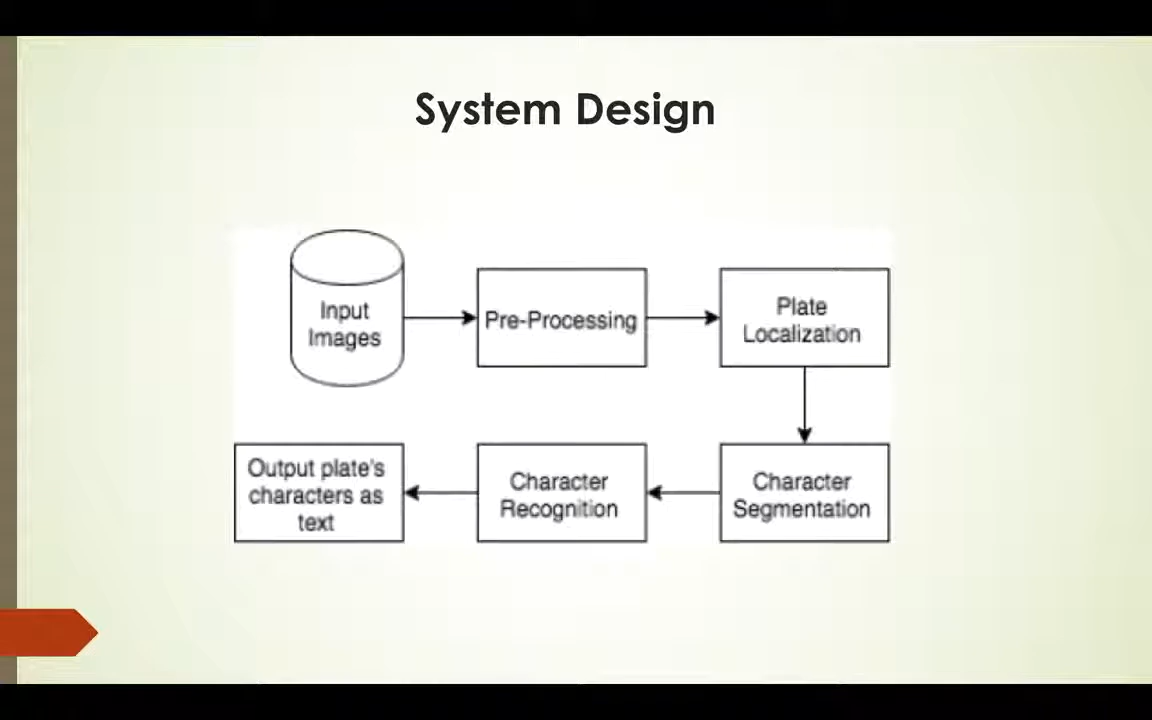 System Design
Input
Images
Pre-Processing
Plate
Localization
Character
Segmentation
Character
Recognition
Output plate's
characters as
text